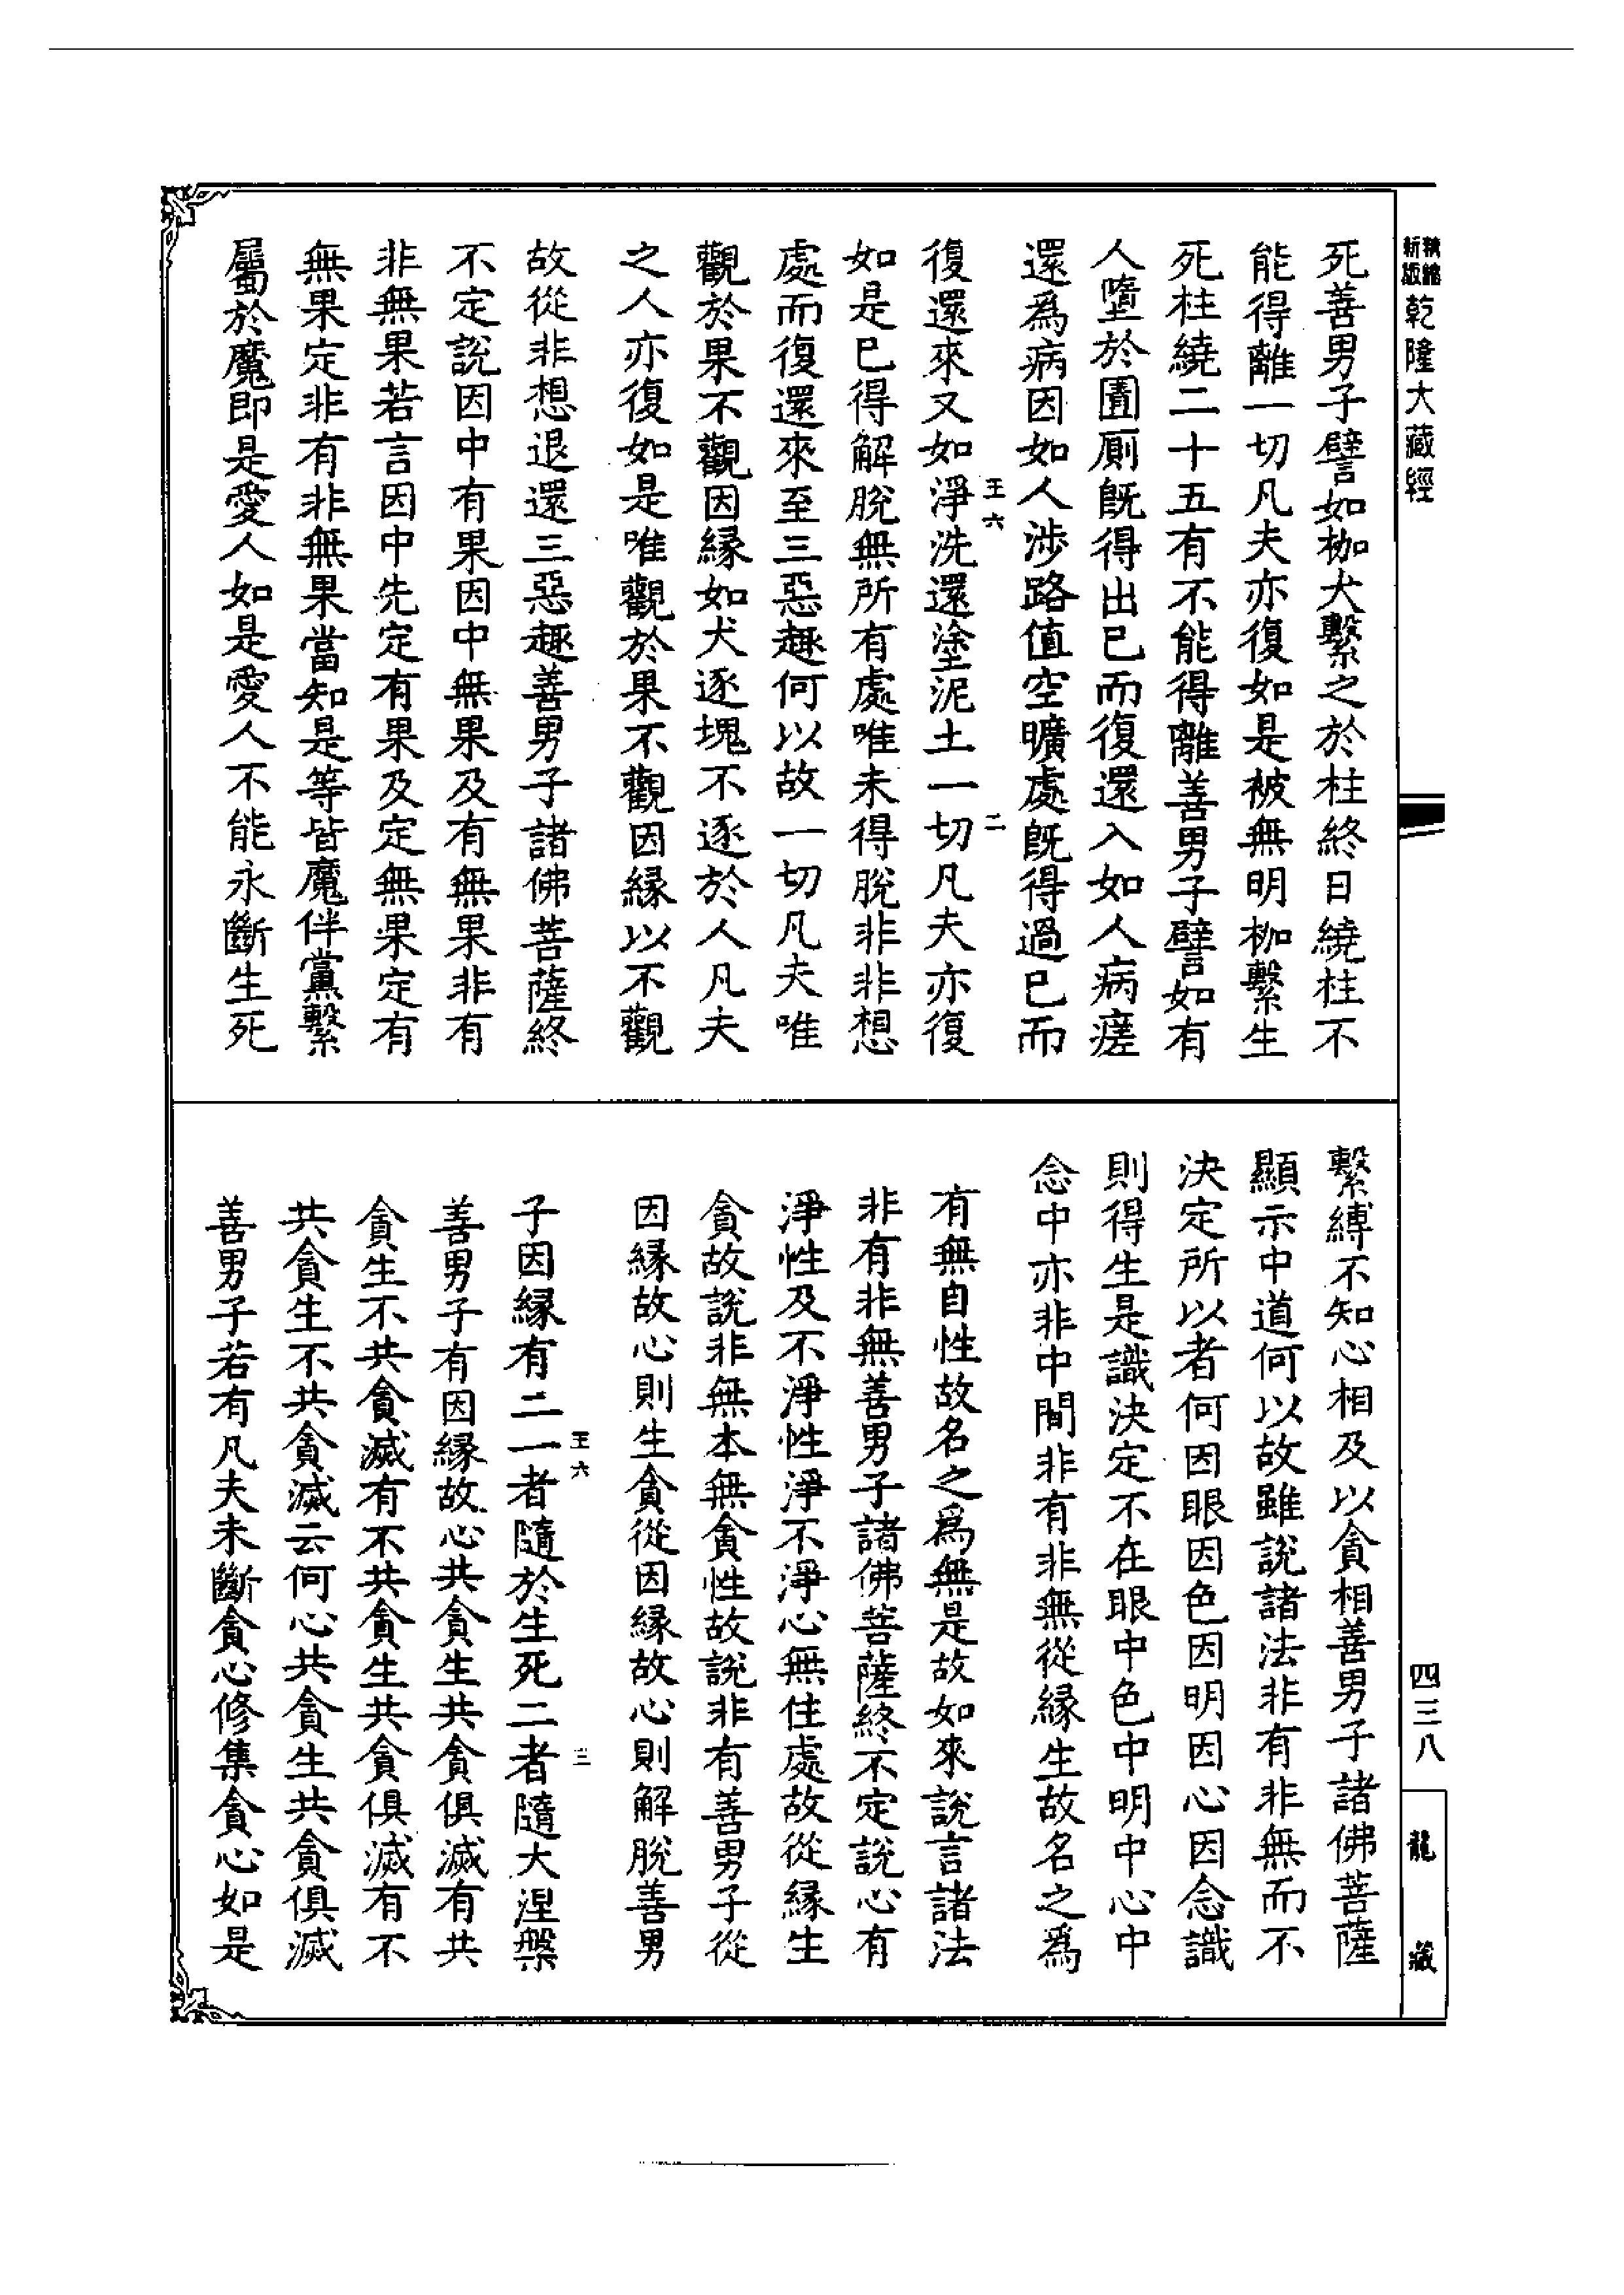 精縮新版乾隆大藏經
死善男子譬如枷犬繫之於柱終日繞柱不
能得離一切凡夫亦復如是被無明枷繫生
死柱繞二十五有不能得離善男子譬如有
人墮於圊廁既得出已而復還入如人病瘥
還爲病因如人涉路值空曠處既得過已而
復還來又如淨洗還塗泥土一切凡夫亦復
王六 二
如是已得解脫無所有處唯未得脫非非想
處而復還來至三惡趣何以故一切凡夫唯
觀於果不觀因緣如犬逐塊不逐於人凡夫
之人亦復如是唯觀於果不觀因緣以不觀
故從非想退還三惡趣善男子諸佛菩薩終
不定說因中有果因中無果及有無果非有
非無果若言因中先定有果及定無果定有
無果定非有非無果當知是等皆魔伴黨繫
屬於魔即是愛人如是愛人不能永斷生死
繫縛不知心相及以貪相善男子諸佛菩薩
顯示中道何以故雖說諸法非有非無而不
決定所以者何因眼因色因明因心因念識
則得生是識決定不在眼中色中明中心中
念中亦非中間非有非無從緣生故名之爲
有無自性故名之爲無是故如來說言諸法
非有非無善男子諸佛菩薩終不定說心有
淨性及不淨性淨不淨心無住處故從緣生
貪故說非無本無貪性故說非有善男子從
因緣故心則生貪從因緣故心則解脫善男
子因緣有二一者隨於生死二者隨大涅槃
王六 三
善男子有因緣故心共貪生共貪俱滅有共
貪生不共貪滅有不共貪生共貪俱滅有不
共貪生不共貪滅云何心共貪生共貪俱滅
善男子若有凡夫未斷貪心修集貪心如是
四三八
龍藏